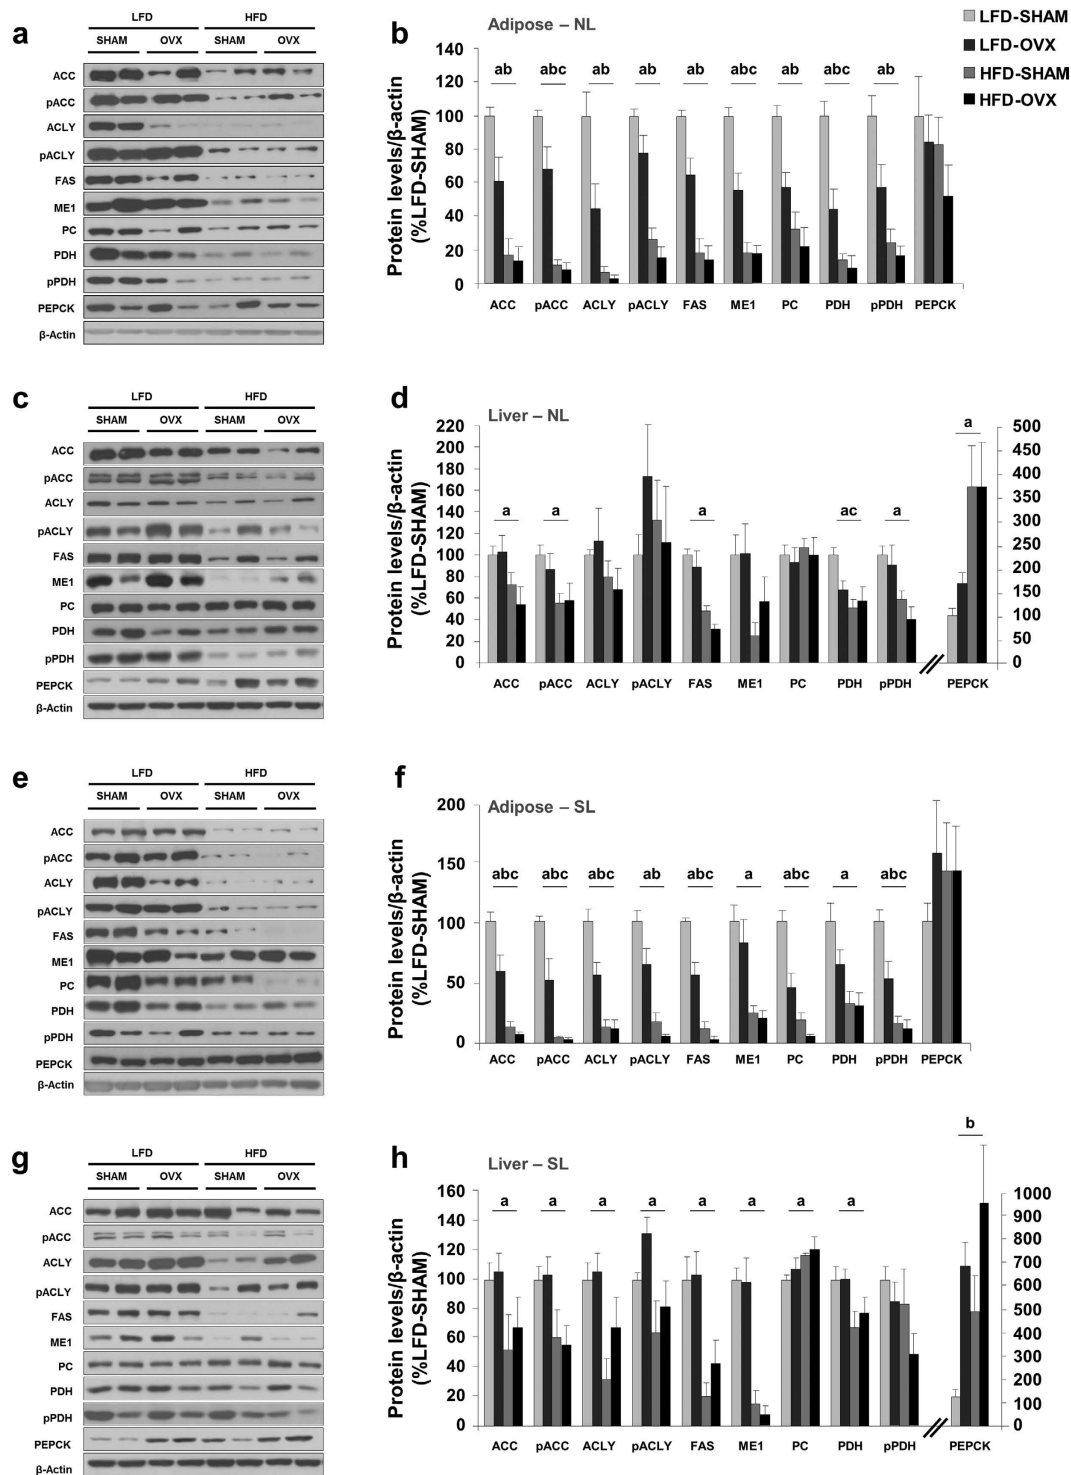 a
LFD HFD
SHAM OVX SHAM OVX
ACC
pACC
ACLY
pACLY
FAS
ME1
PC
PDH
pPDH
PEPCK
β-Actin
b
Adipose – NL
LFD-SHAM
LFD-OVX
HFD-SHAM
HFD-OVX
Protein levels/β-actin
(%LFD-SHAM)
140
120
100
80
60
40
20
0
ab abc ab ab ab abc ab abc ab
ACC pACC ACLY pACLY FAS ME1 PC PDH pPDH PEPCK
c
LFD HFD
SHAM OVX SHAM OVX
ACC
pACC
ACLY
pACLY
FAS
ME1
PC
PDH
pPDH
PEPCK
β-Actin
d
Liver – NL
Protein levels/β-actin
(%LFD-SHAM)
220
200
180
160
140
120
100
80
60
40
20
0
a a a ac a a
500
450
400
350
300
250
200
150
100
50
0
ACC pACC ACLY pACLY FAS ME1 PC PDH pPDH PEPCK
e
LFD HFD
SHAM OVX SHAM OVX
ACC
pACC
ACLY
pACLY
FAS
ME1
PC
PDH
pPDH
PEPCK
β-Actin
f
Adipose – SL
Protein levels/β-actin
(%LFD-SHAM)
200
150
100
50
0
abc abc abc ab abc a abc a abc
ACC pACC ACLY pACLY FAS ME1 PC PDH pPDH PEPCK
g
LFD HFD
SHAM OVX SHAM OVX
ACC
pACC
ACLY
pACLY
FAS
ME1
PC
PDH
pPDH
PEPCK
β-Actin
h
Liver – SL
Protein levels/β-actin
(%LFD-SHAM)
160
140
120
100
80
60
40
20
0
a a a a a a a a b
1000
900
800
700
600
500
400
300
200
100
0
ACC pACC ACLY pACLY FAS ME1 PC PDH pPDH PEPCK